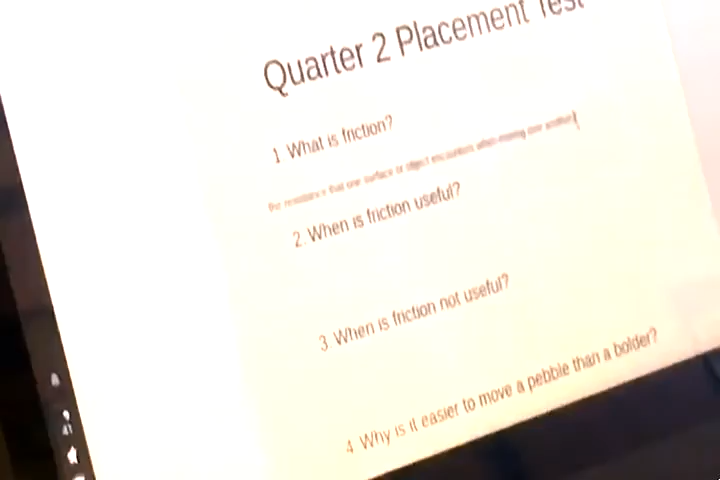 Quarter 2 Placement Test
1 What is friction?
the resistance that one surface or object encounters when moving over another
2. When is friction useful?
3 When is friction not useful?
4 Why is it easier to move a pebble than a bolder?